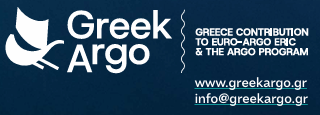 Greek
Argo
GREECE CONTRIBUTION
TO EURO-ARGO ERIC
& THE ARGO PROGRAM
www.greekargo.gr
info@greekargo.gr